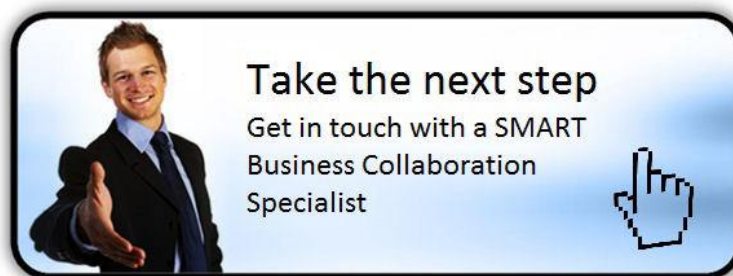 Take the next step
Get in touch with a SMART
Business Collaboration
Specialist